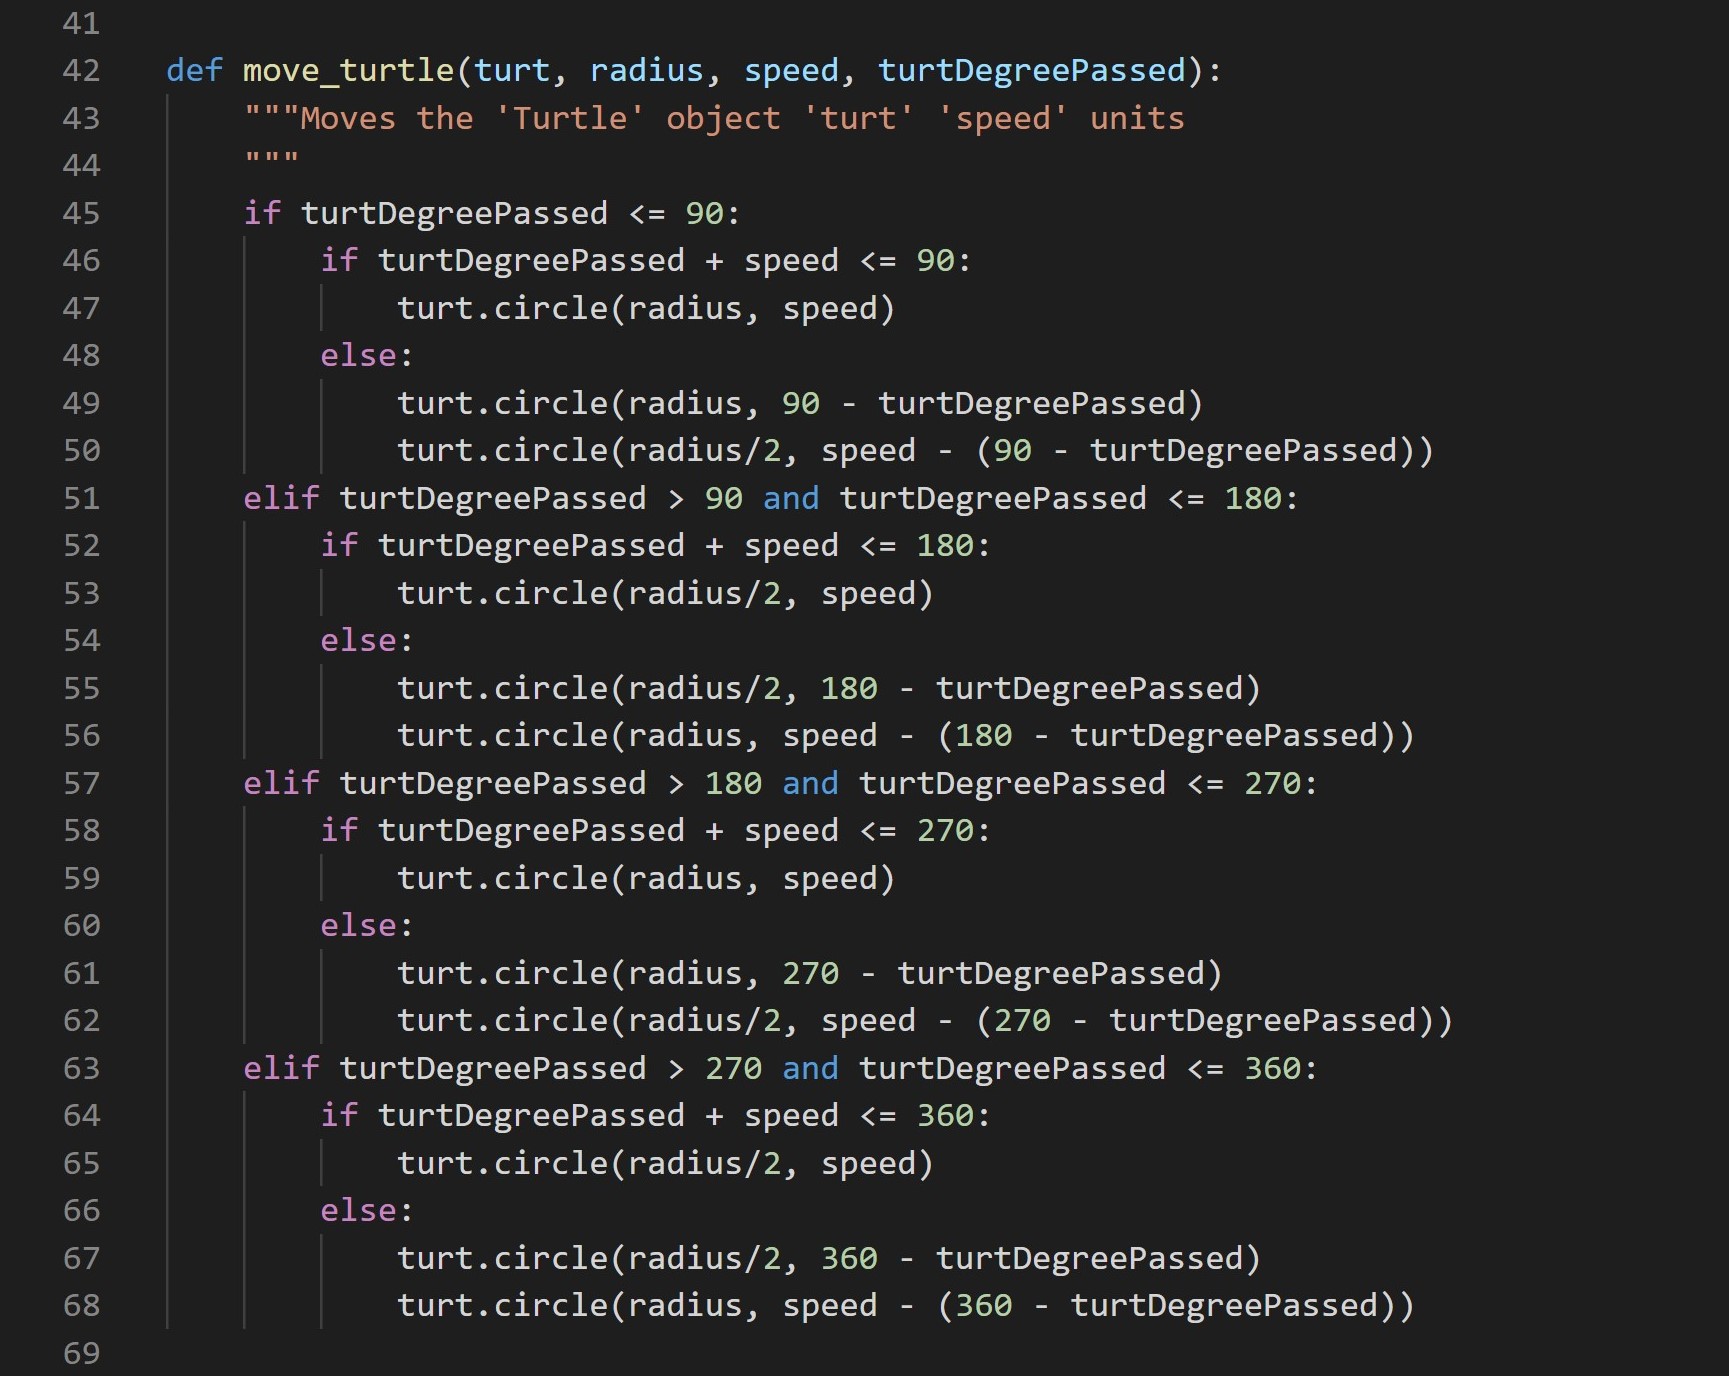 41
42 def move_turtle(turt, radius, speed, turtDegreePassed):
43 """Moves the 'Turtle' object 'turt' 'speed' units
44 """
45 if turtDegreePassed <= 90:
46 if turtDegreePassed + speed <= 90:
47 turt.circle(radius, speed)
48 else:
49 turt.circle(radius, 90 - turtDegreePassed)
50 turt.circle(radius/2, speed - (90 - turtDegreePassed))
51 elif turtDegreePassed > 90 and turtDegreePassed <= 180:
52 if turtDegreePassed + speed <= 180:
53 turt.circle(radius/2, speed)
54 else:
55 turt.circle(radius/2, 180 - turtDegreePassed)
56 turt.circle(radius, speed - (180 - turtDegreePassed))
57 elif turtDegreePassed > 180 and turtDegreePassed <= 270:
58 if turtDegreePassed + speed <= 270:
59 turt.circle(radius, speed)
60 else:
61 turt.circle(radius, 270 - turtDegreePassed)
62 turt.circle(radius/2, speed - (270 - turtDegreePassed))
63 elif turtDegreePassed > 270 and turtDegreePassed <= 360:
64 if turtDegreePassed + speed <= 360:
65 turt.circle(radius/2, speed)
66 else:
67 turt.circle(radius/2, 360 - turtDegreePassed)
68 turt.circle(radius, speed - (360 - turtDegreePassed))
69